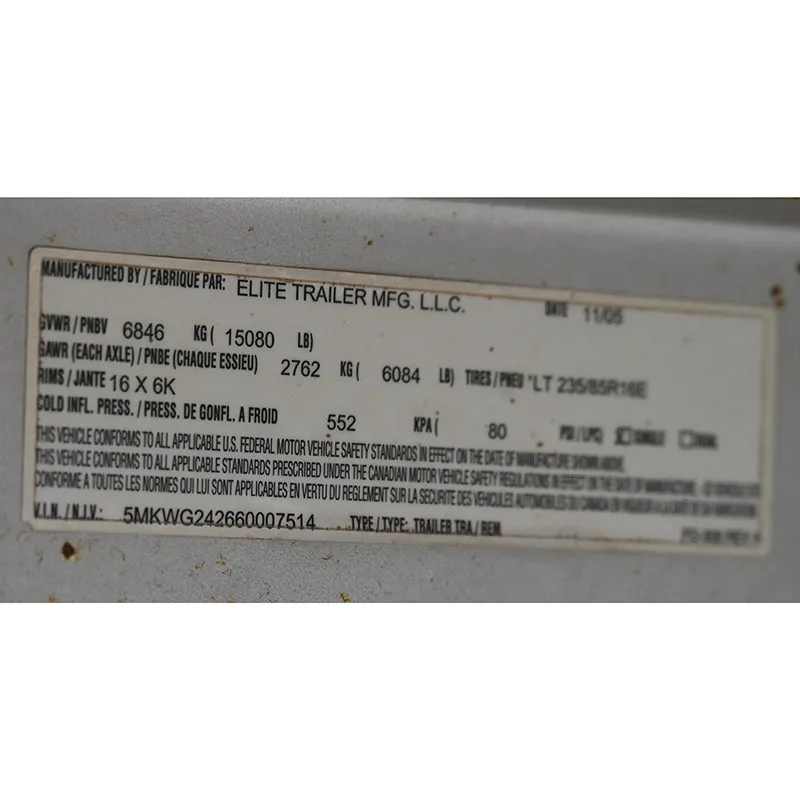 MANUFACTURED BY / FABRIQUE PAR: ELITE TRAILER MFG. L.L.C. DATE 11/05
GVWR / PNBV 6846 KG ( 15080 LB)
GAWR (EACH AXLE) / PNBE (CHAQUE ESSIEU) 2762 KG ( 6084 LB) TIRES / PNEU *LT 235/85R16E
RIMS / JANTE 16 X 6K
COLD INFL. PRESS. / PRESS. DE GONFL. A FROID 552 KPA ( 80 PSI / LPC) SINGLE DUAL
THIS VEHICLE CONFORMS TO ALL APPLICABLE U.S. FEDERAL MOTOR VEHICLE SAFETY STANDARDS IN EFFECT ON THE DATE OF MANUFACTURE SHOWN ABOVE.
THIS VEHICLE CONFORMS TO ALL APPLICABLE STANDARDS PRESCRIBED UNDER THE CANADIAN MOTOR VEHICLE SAFETY REGULATIONS IN EFFECT ON THE DATE OF MANUFACTURE.
CONFORME A TOUTES LES NORMES QUI LUI SONT APPLICABLES EN VERTU DU REGLEMENT SUR LA SECURITE DES VEHICULES AUTOMOBILES DU CANADA EN VIGUEUR A LA DATE DE SA FABRICATION.
V.I.N. / N.I.V.: 5MKWG242660007514 TYPE / TYPE: TRAILER TRA / REM